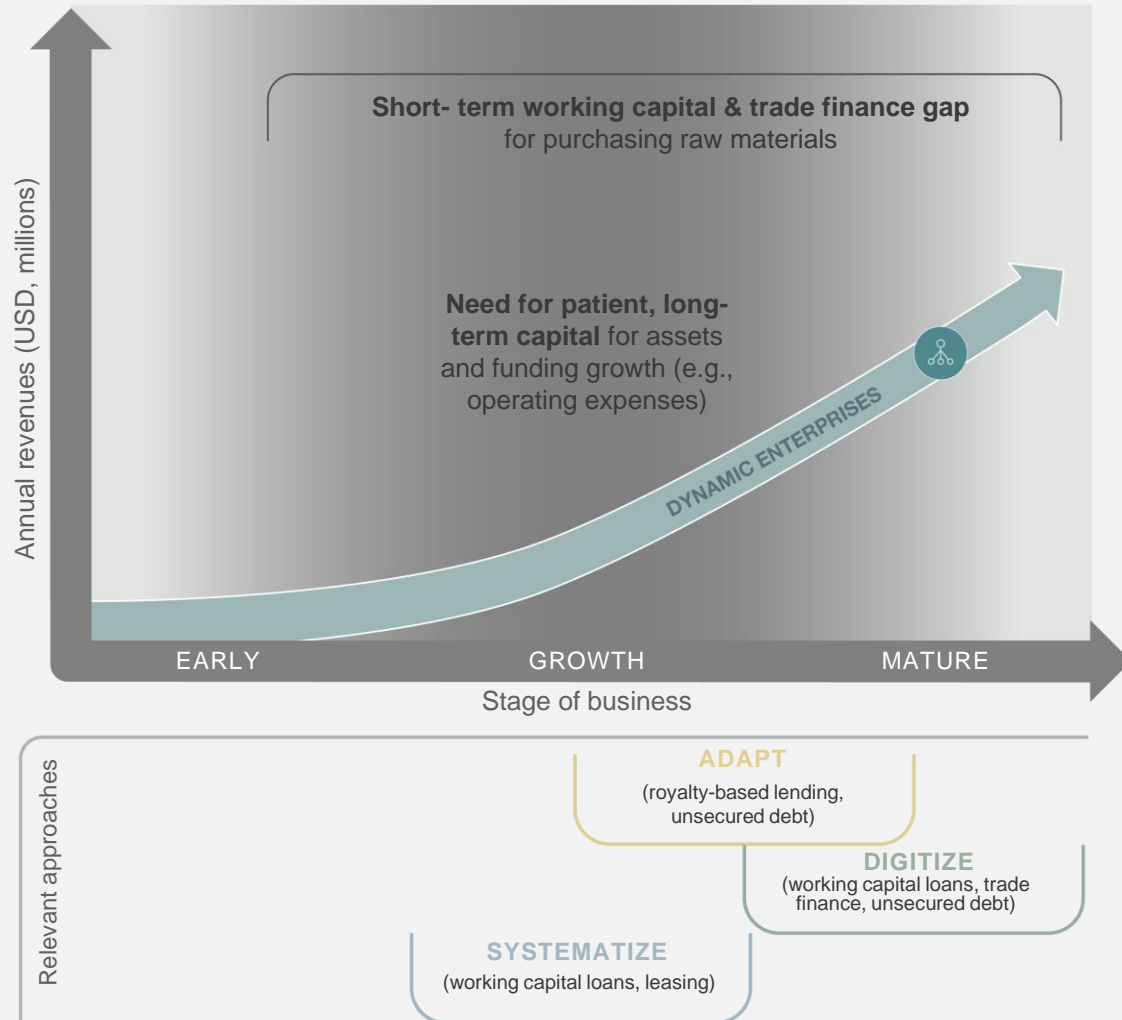 Annual revenues (USD, millions)
Short- term working capital & trade finance gap
for purchasing raw materials
Need for patient, long-
term capital for assets
and funding growth (e.g.,
operating expenses)
DYNAMIC ENTERPRISES
EARLY
GROWTH
MATURE
Stage of business
Relevant approaches
ADAPT
(royalty-based lending,
unsecured debt)
DIGITIZE
(working capital loans, trade
finance, unsecured debt)
SYSTEMATIZE
(working capital loans, leasing)